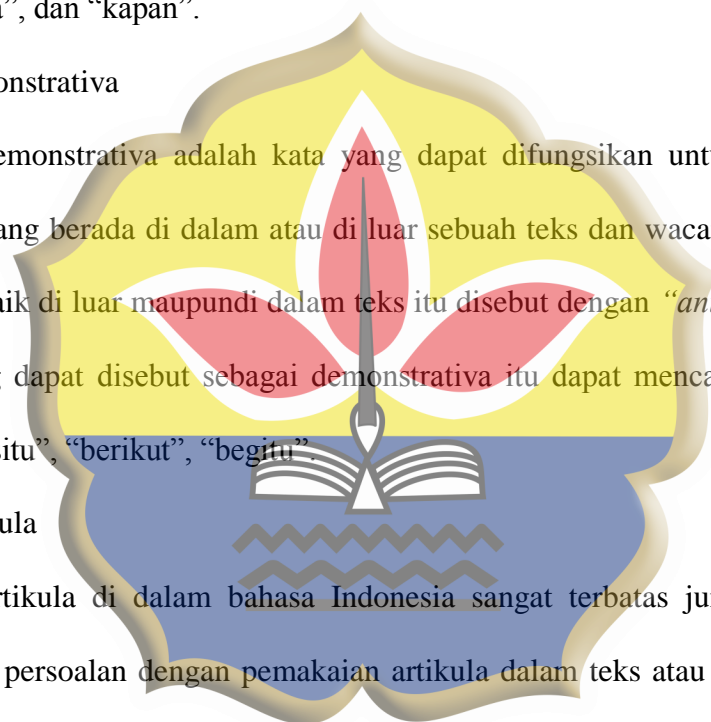 ”, dan “kapan”.
onstrativa
emonstrativa adalah kata yang dapat difungsikan unt
ang berada di dalam atau di luar sebuah teks dan waca
aik di luar maupundi dalam teks itu disebut dengan “an
dapat disebut sebagai demonstrativa itu dapat menca
situ”, “berikut”, “begitu”.
ula
rtikula di dalam bahasa Indonesia sangat terbatas ju
persoalan dengan pemakaian artikula dalam teks atau